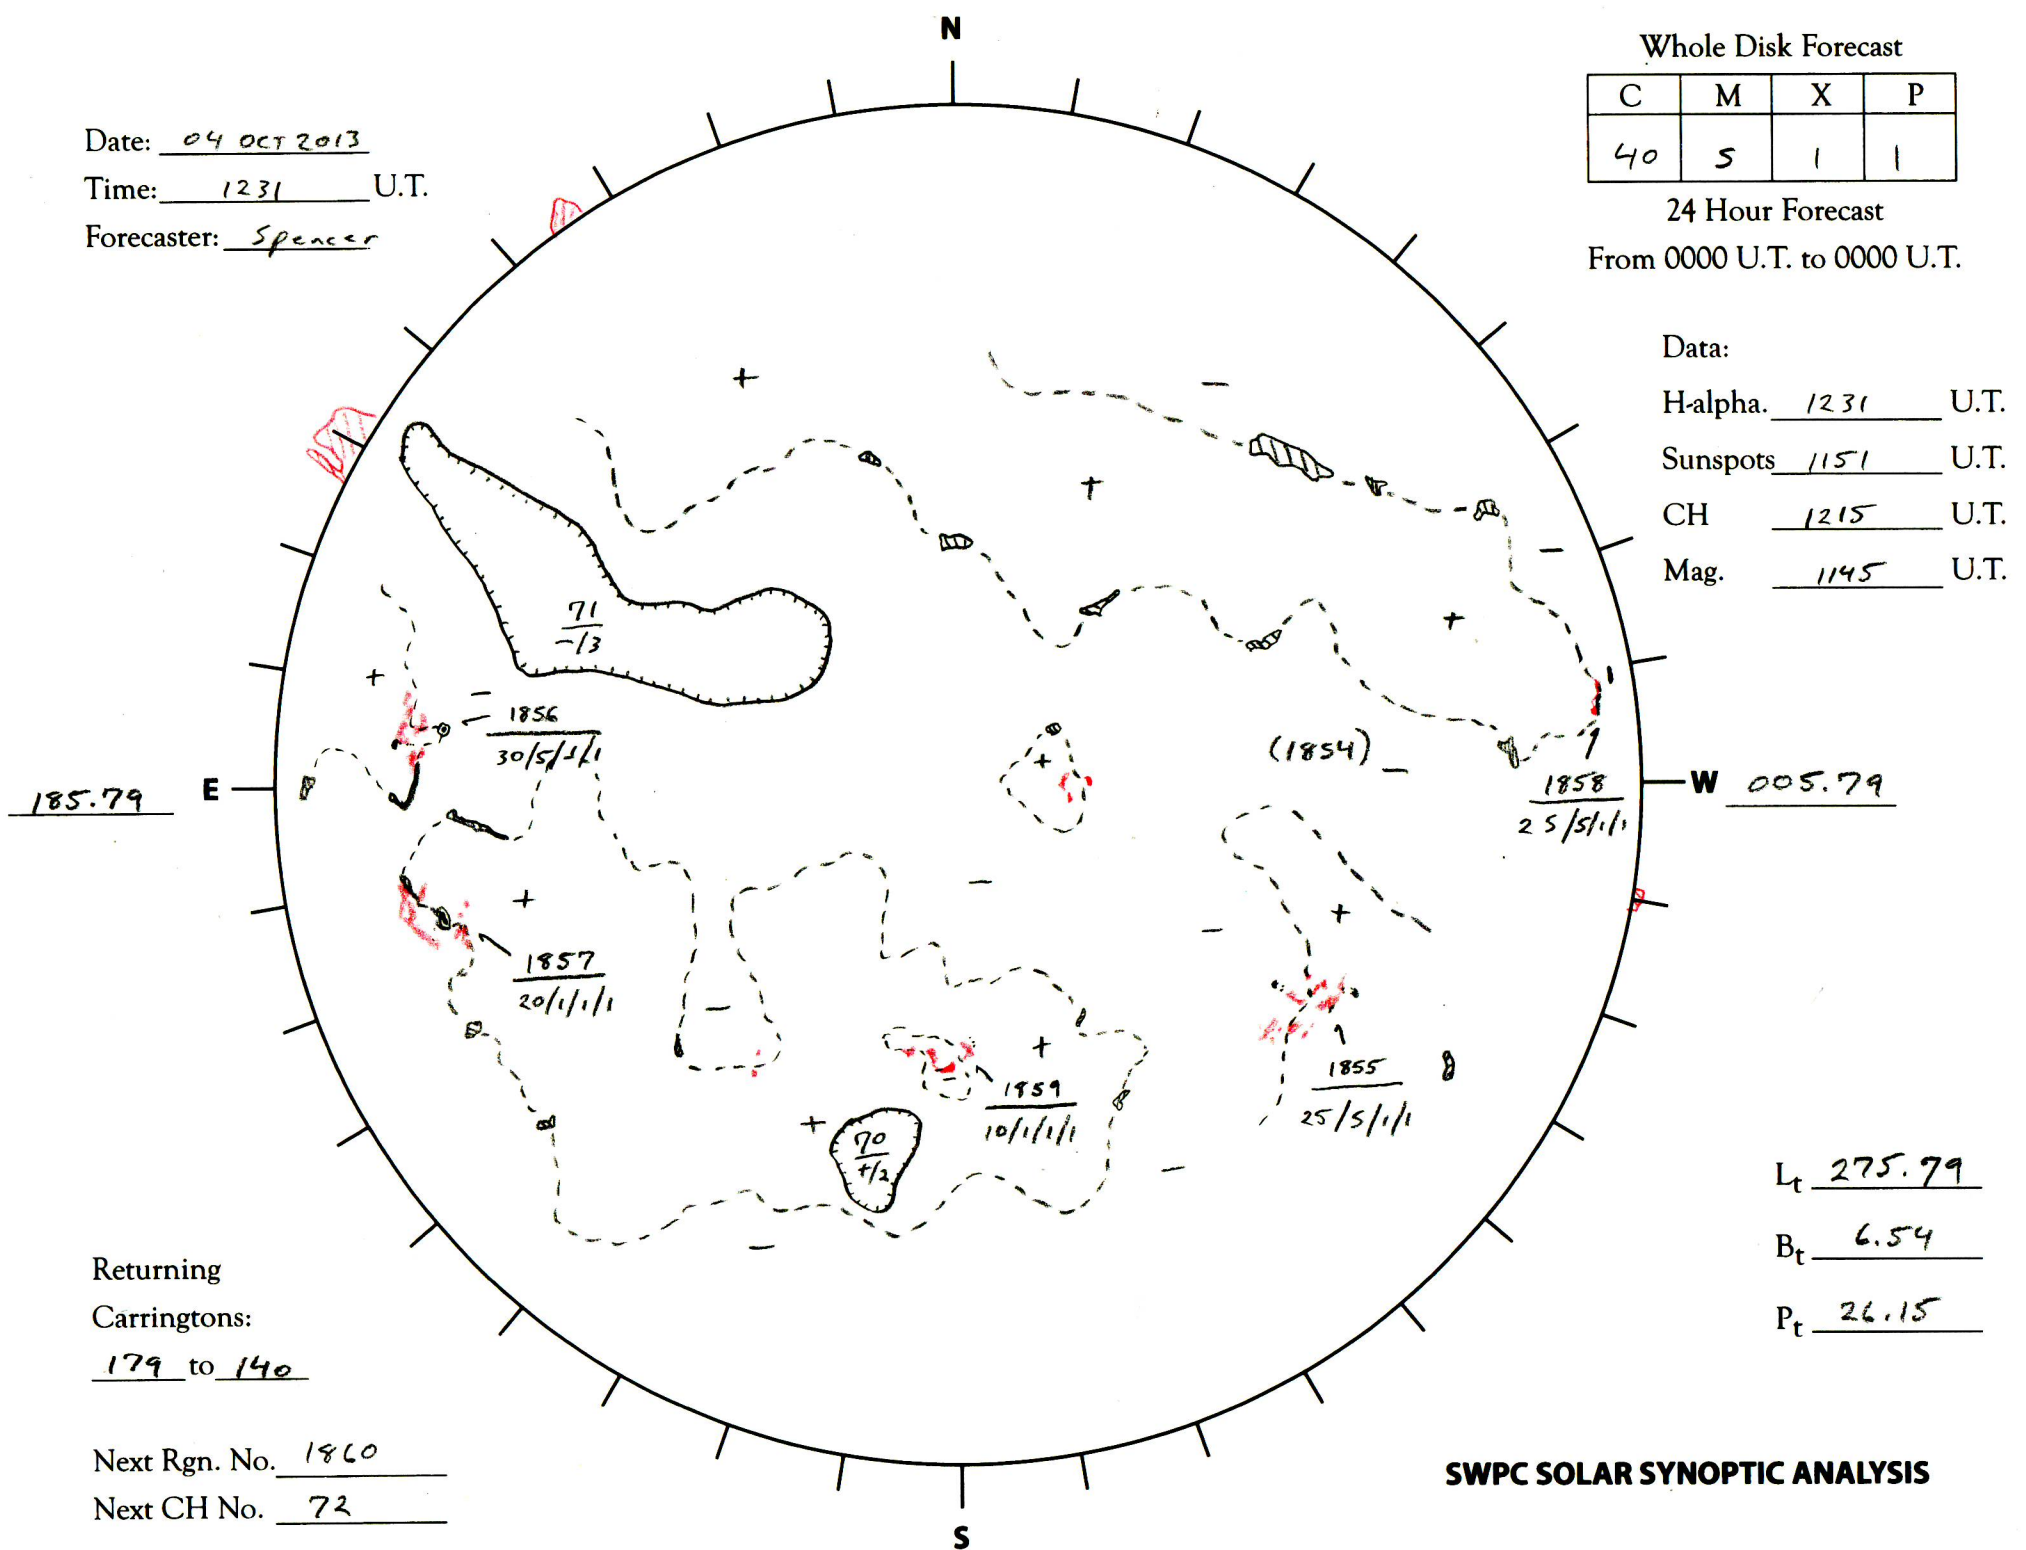 N
Whole Disk Forecast
C M X P
40 5 1 1
24 Hour Forecast
From 0000 U.T. to 0000 U.T.
Date: 04 OCT 2013
Time: 1231 U.T.
Forecaster: Spencer
Data:
H-alpha. 1231 U.T.
Sunspots 1151 U.T.
CH 1215 U.T.
Mag. 1145 U.T.
+
−
+
−
71
-/3
+
+
−
1856
30/5/1/1
+
(1854)
−
185.79 E
W 005.79
1858
25/5/1/1
+
−
−
+
1857
20/1/1/1
−
+
1859
10/1/1/1
−
1855
25/5/1/1
+
70
+/2
−
−
Lt 275.79
Bt 6.54
Pt 26.15
Returning
Carringtons:
179 to 140
Next Rgn. No. 1860
Next CH No. 72
SWPC SOLAR SYNOPTIC ANALYSIS
S